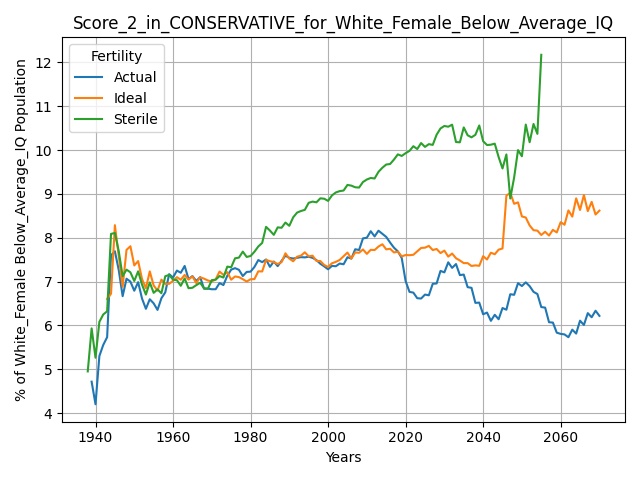 Score_2_in_CONSERVATIVE_for_White_Female_Below_Average_IQ
% of White_Female Below_Average_IQ Population
12
11
10
9
8
7
6
5
4
Fertility
Actual
Ideal
Sterile
1940 1960 1980 2000 2020 2040 2060
Years